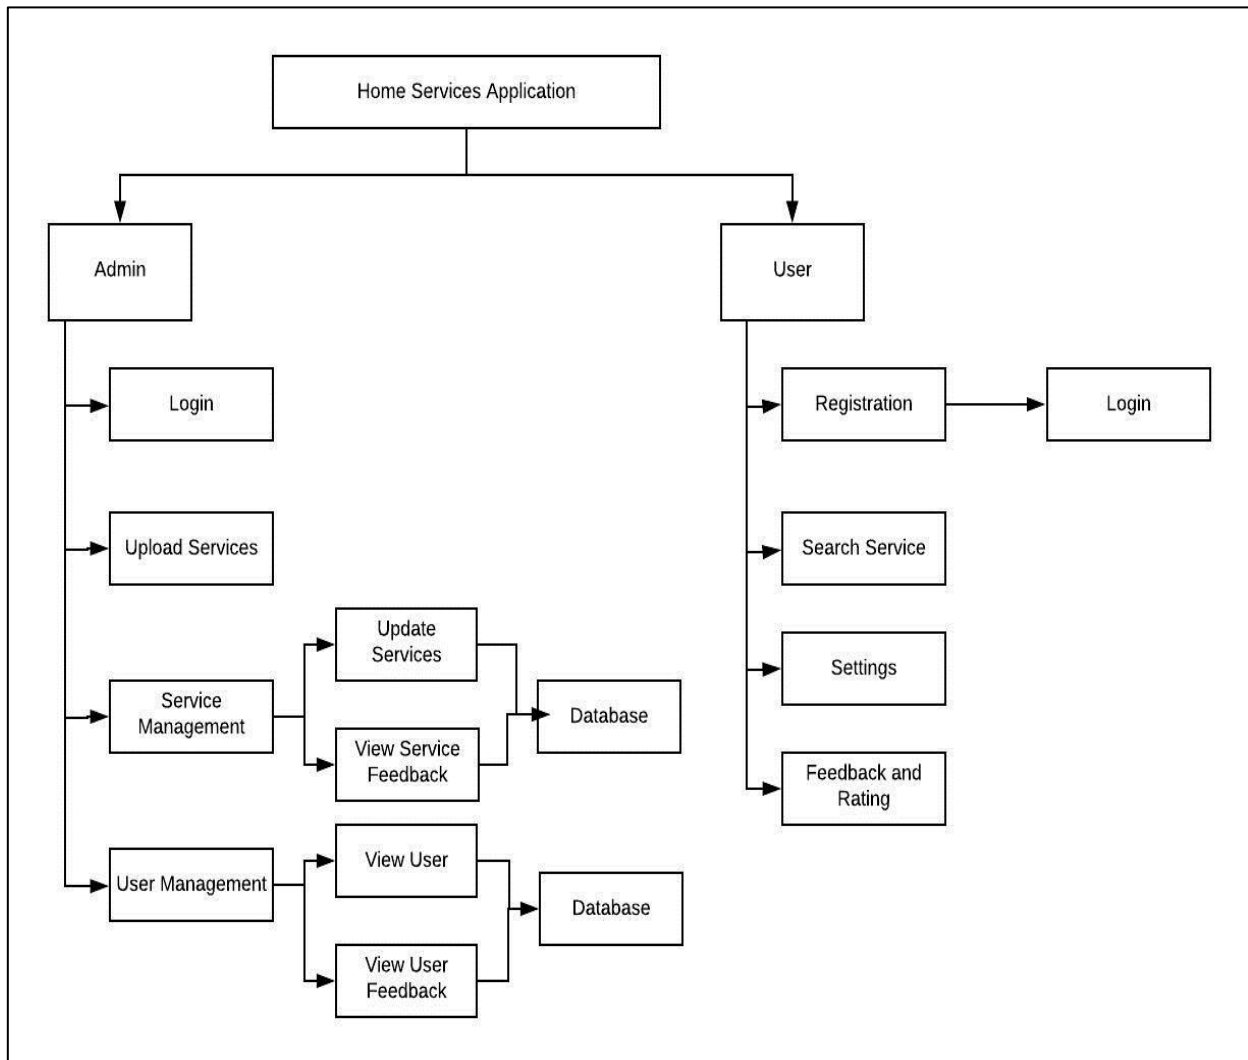 Home Services Application
Admin
User
Login
Registration
Login
Upload Services
Search Service
Update
Services
Settings
Service
Management
Database
View Service
Feedback
Feedback and
Rating
View User
User Management
Database
View User
Feedback